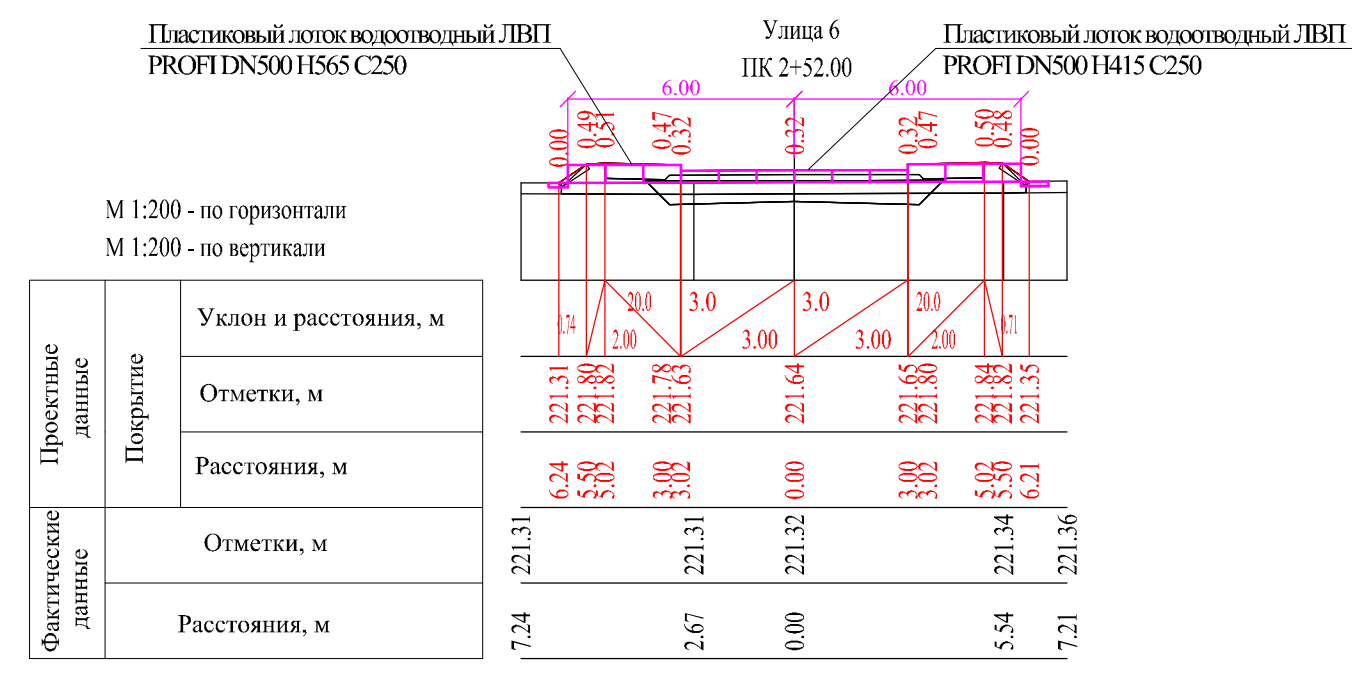 Пластиковый лоток водоотводный ЛВП
PROFI DN500 H565 C250
Улица 6
ПК 2+52.00
Пластиковый лоток водоотводный ЛВП
PROFI DN500 H415 C250
6.00 6.00
0.00 0.49 0.51 0.47 0.32 0.32 0.32 0.47 0.50 0.48 0.00
М 1:200 - по горизонтали
М 1:200 - по вертикали
Проектные
данные
Покрытие
Уклон и расстояния, м
20.0 3.0 3.0 20.0
0.74 2.00 3.00 3.00 2.00 0.71
Отметки, м
221.31 221.80 221.82 221.78 221.63 221.64 221.65 221.80 221.84 221.82 221.35
Расстояния, м
6.24 5.50 5.02 3.00 3.02 0.00 3.00 3.02 5.02 5.50 6.21
Фактические
данные
Отметки, м
221.31 221.31 221.32 221.34 221.36
Расстояния, м
7.24 2.67 0.00 5.54 7.21